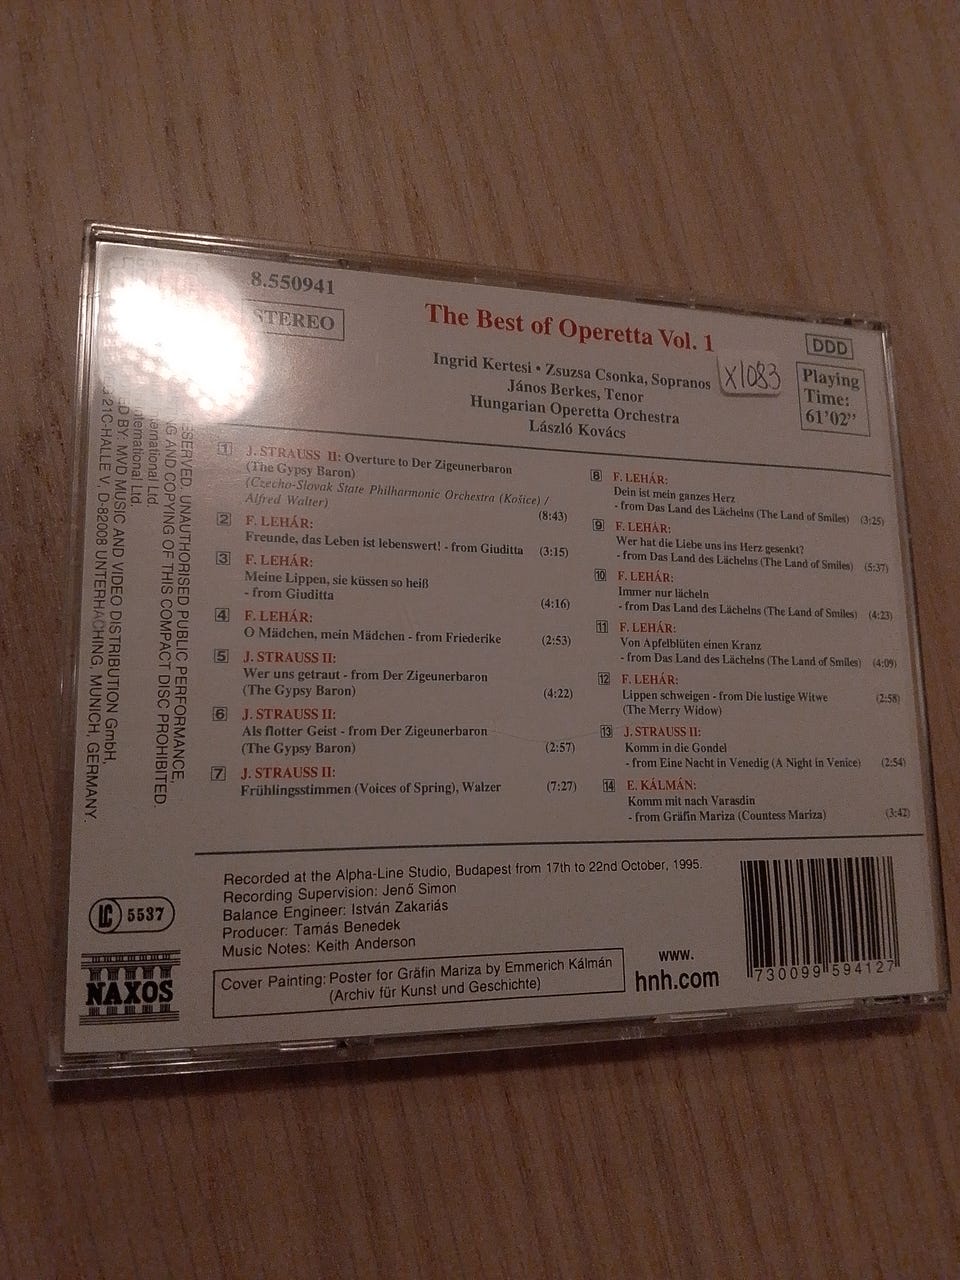 8.550941
STEREO
The Best of Operetta Vol. 1
DDD
Ingrid Kertesi • Zsuzsa Csonka, Sopranos
János Berkes, Tenor
Hungarian Operetta Orchestra
László Kovács
X1083
Playing
Time:
61'02"
1 J. STRAUSS II: Overture to Der Zigeunerbaron
(The Gypsy Baron)
(Czecho-Slovak State Philharmonic Orchestra (Košice) /
Alfred Walter) (8:43)
2 F. LEHÁR:
Freunde, das Leben ist lebenswert! - from Giuditta (3:15)
3 F. LEHÁR:
Meine Lippen, sie küssen so heiß
- from Giuditta (4:16)
4 F. LEHÁR:
O Mädchen, mein Mädchen - from Friederike (2:53)
5 J. STRAUSS II:
Wer uns getraut - from Der Zigeunerbaron
(The Gypsy Baron) (4:22)
6 J. STRAUSS II:
Als flotter Geist - from Der Zigeunerbaron
(The Gypsy Baron) (2:57)
7 J. STRAUSS II:
Frühlingsstimmen (Voices of Spring), Walzer (7:27)
8 F. LEHÁR:
Dein ist mein ganzes Herz
- from Das Land des Lächelns (The Land of Smiles) (3:25)
9 F. LEHÁR:
Wer hat die Liebe uns ins Herz gesenkt?
- from Das Land des Lächelns (The Land of Smiles) (5:37)
10 F. LEHÁR:
Immer nur lächeln
- from Das Land des Lächelns (The Land of Smiles) (4:23)
11 F. LEHÁR:
Von Apfelblüten einen Kranz
- from Das Land des Lächelns (The Land of Smiles) (4:09)
12 F. LEHÁR:
Lippen schweigen - from Die lustige Witwe (2:58)
(The Merry Widow)
13 J. STRAUSS II:
Komm in die Gondel
- from Eine Nacht in Venedig (A Night in Venice) (2:54)
14 E. KÁLMÁN:
Komm mit nach Varasdin
- from Gräfin Mariza (Countess Mariza) (3:42)
Recorded at the Alpha-Line Studio, Budapest from 17th to 22nd October, 1995.
Recording Supervision: Jenő Simon
Balance Engineer: István Zakariás
Producer: Tamás Benedek
Music Notes: Keith Anderson
Cover Painting: Poster for Gräfin Mariza by Emmerich Kálmán
(Archiv für Kunst und Geschichte)
www.
hnh.com
730099 594127
LC 5537
NAXOS
UNAUTHORISED PUBLIC PERFORMANCE,
AND COPYING OF THIS COMPACT DISC PROHIBITED.
International Ltd.
International Ltd.
BY: MVD MUSIC AND VIDEO DISTRIBUTION GmbH,
21C-HALLE V, D-82008 UNTERHACHING, MUNICH, GERMANY.